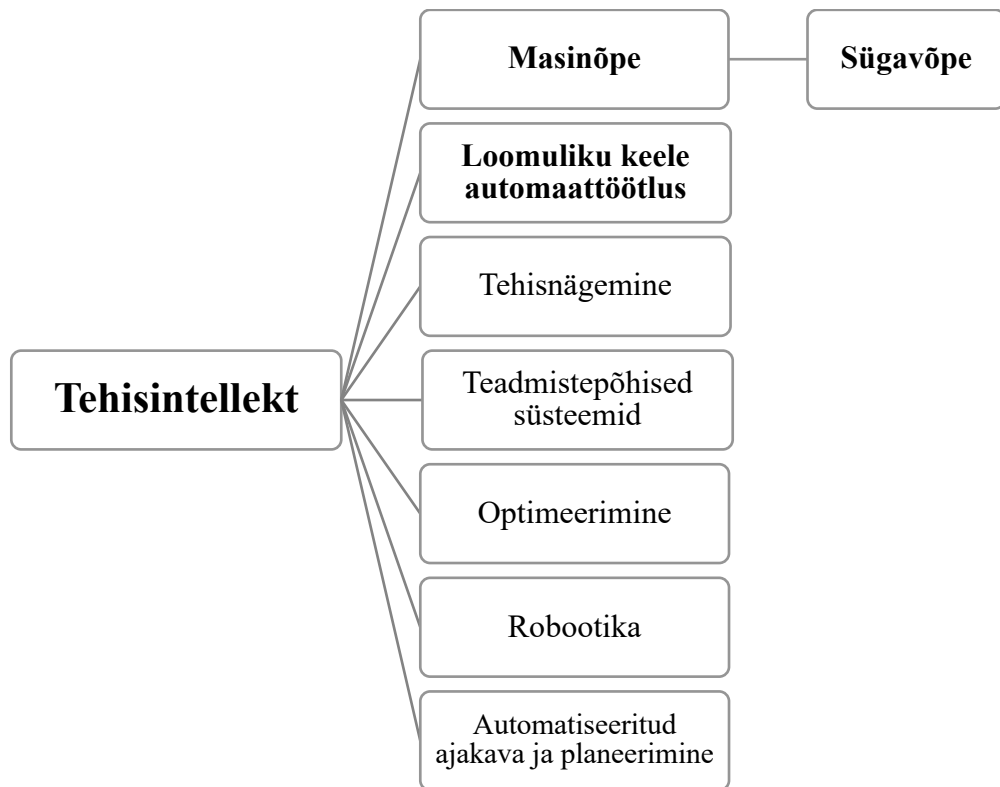 Masinõpe
Sügavõpe
Loomuliku keele
automaattöötlus
Tehisnägemine
Tehisintellekt
Teadmistepõhised
süsteemid
Optimeerimine
Robootika
Automatiseeritud
ajakava ja planeerimine